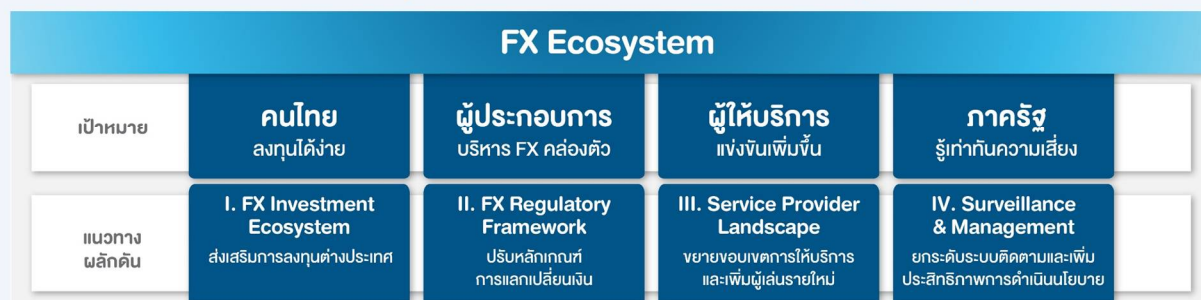 FX Ecosystem
เป้าหมาย
คนไทย
ลงทุนได้ง่าย
ผู้ประกอบการ
บริหาร FX คล่องตัว
ผู้ให้บริการ
แข่งขันเพิ่มขึ้น
ภาครัฐ
รู้เท่าทันความเสี่ยง
แนวทาง
ผลักดัน
I. FX Investment
Ecosystem
ส่งเสริมการลงทุนต่างประเทศ
II. FX Regulatory
Framework
ปรับหลักเกณฑ์
การแลกเปลี่ยนเงิน
III. Service Provider
Landscape
ขยายขอบเขตการให้บริการ
และเพิ่มผู้เล่นรายใหม่
IV. Surveillance
& Management
ยกระดับระบบติดตามและเพิ่ม
ประสิทธิภาพการดำเนินนโยบาย